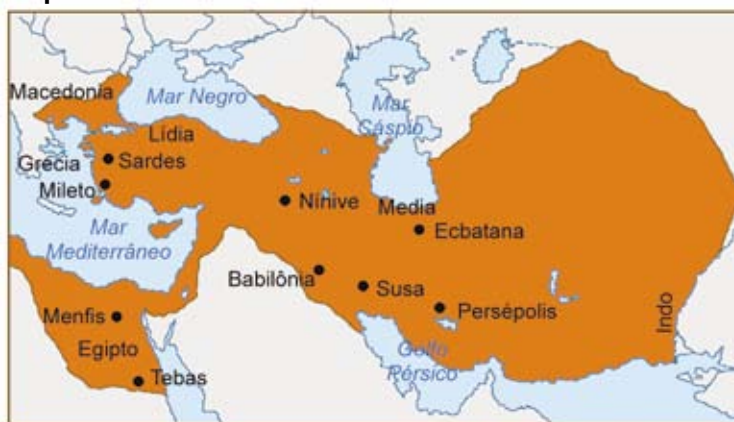 Macedonia
Mar Negro
Mar
Cáspio
Lídia
Grécia
Sardes
Mileto
Nínive
Media
Ecbatana
Mar
Mediterrâneo
Babilônia
Susa
Persépolis
Indo
Menfis
Egipto
Golfo
Pérsico
Tebas